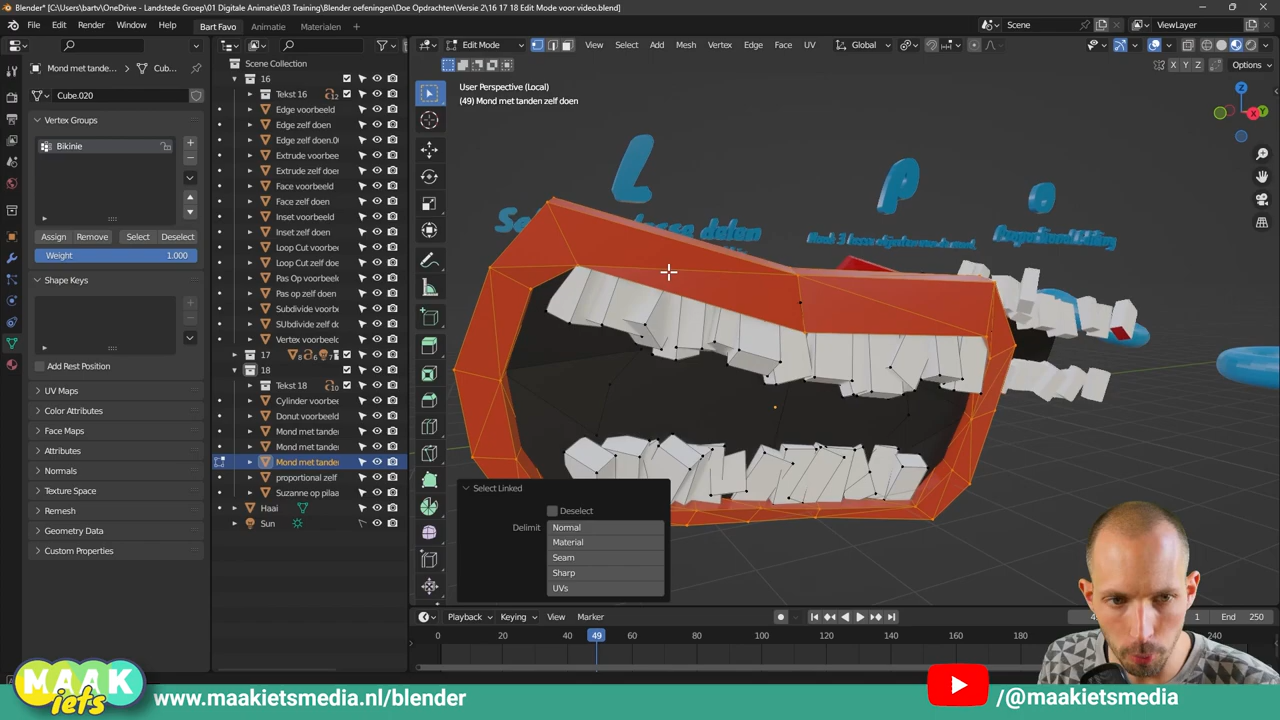 Blender* [C:\Users\bartv\OneDrive - Landstede Groep\01 Digitale Animatie\03 Training\Blender oefeningen\Doe Opdrachten\Versie 2\16 17 18 Edit Mode voor video.blend]
File Edit Render Window Help Bart Favo Animatie Materialen Scene ViewLayer
Edit Mode View Select Add Mesh Vertex Edge Face UV Global
X Y Z Options
Mond met tande... Cub...
Cube.020
Vertex Groups
Bikinie
Assign Remove Select Deselect
Weight 1.000
Shape Keys
Add Rest Position
UV Maps
Color Attributes
Face Maps
Attributes
Normals
Texture Space
Remesh
Geometry Data
Custom Properties
Scene Collection
16
Tekst 16
Edge voorbeeld
Edge zelf doen
Edge zelf doen.0
Extrude voorbee
Extrude zelf doen
Face voorbeeld
Face zelf doen
Inset voorbeeld
Inset zelf doen
Loop Cut voorbe
Loop Cut zelf do
Pas Op voorbeel
Pas op zelf doen
Subdivide voorb
SUbdivide zelf d
Vertex voorbeeld
17
18
Tekst 18
Cylinder voorbe
Donut voorbeeld
Mond met tande
Mond met tande
Mond met tande
proportional zelf
Suzanne op pilaa
Haai
Sun
User Perspective (Local)
(49) Mond met tanden zelf doen
L P o
Z Y X
Select Linked
Deselect
Delimit Normal
Material
Seam
Sharp
UVs
Playback Keying View Marker
1 End 250
0 20 40 49 60 80 100 120 140 160 180 240
MAAK
iets
www.maakietsmedia.nl/blender
/@maakietsmedia